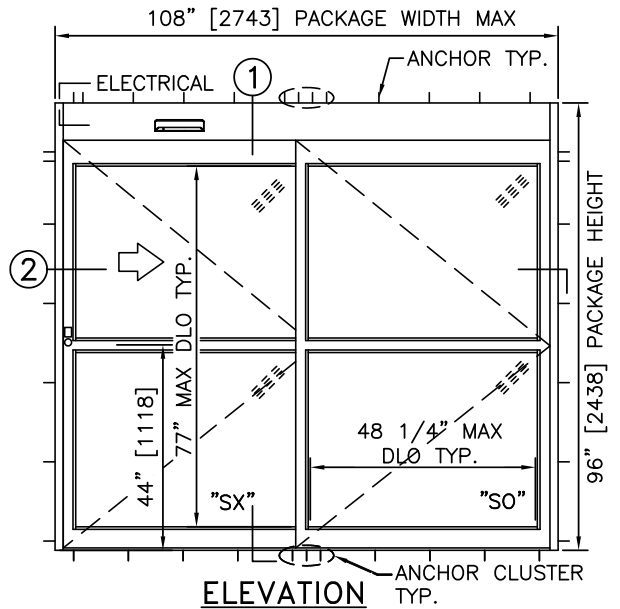 108" [2743] PACKAGE WIDTH MAX
ANCHOR TYP.
ELECTRICAL
1
2
77" MAX DLO TYP.
44" [1118]
48 1/4" MAX
DLO TYP.
"SX"
"SO"
96" [2438] PACKAGE HEIGHT
ANCHOR CLUSTER
TYP.
ELEVATION